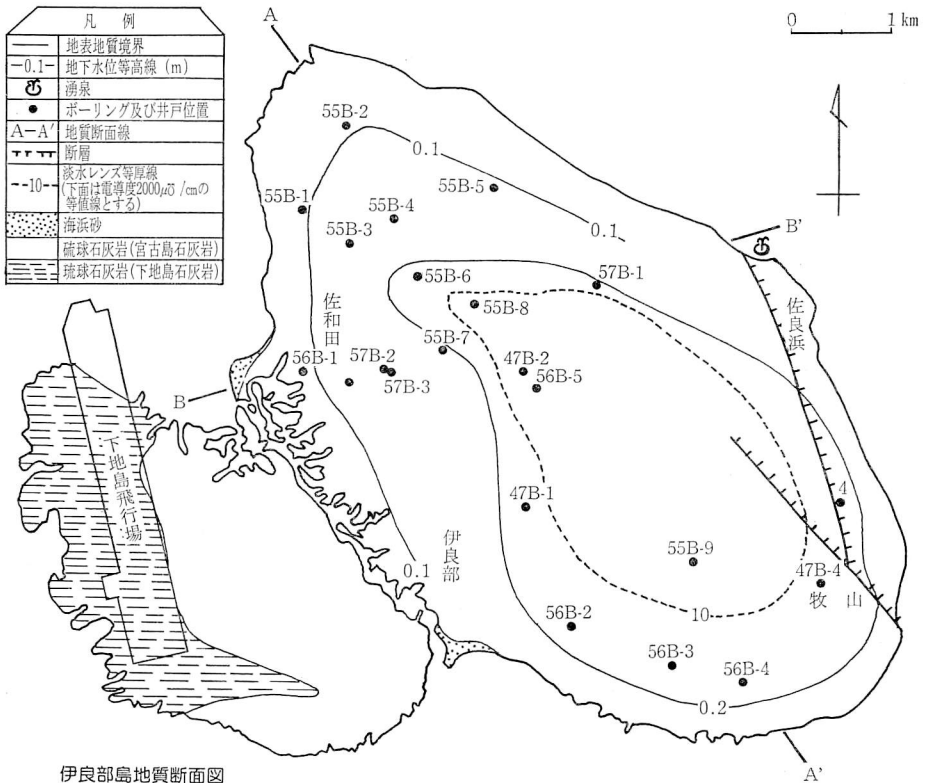 凡 例
地表地質境界
－0.1－ 地下水位等高線 (m)
湧泉
ボーリング及び井戸位置
A－A′ 地質断面線
断層
--10-- 淡水レンズ等厚線
(下面は電導度2000μ℧/cmの
等値線とする)
海浜砂
琉球石灰岩(宮古島石灰岩)
琉球石灰岩(下地島石灰岩)
0 1 km
A
55B-2
0.1
55B-5
55B-1
55B-4
0.1
B′
55B-3
55B-6
57B-1
佐和田
55B-8
佐良浜
55B-7
56B-1
57B-2
47B-2
57B-3
56B-5
B
下地島飛行場
47B-1
4
伊良部
55B-9
0.1
47B-4
10
牧山
56B-2
56B-3
56B-4
0.2
A′
伊良部島地質断面図